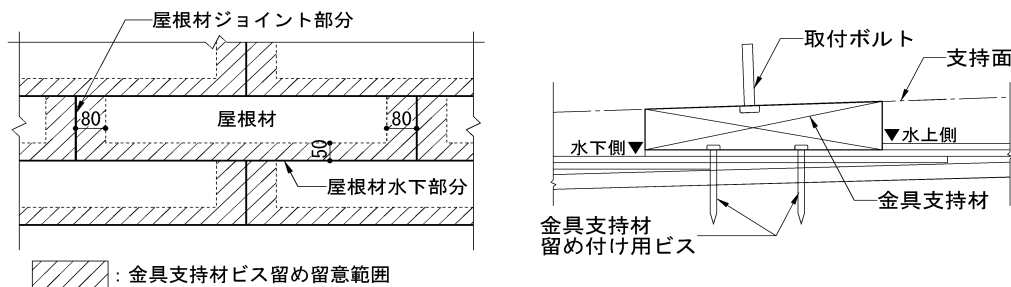 屋根材ジョイント部分
80
屋根材
80
50
屋根材水下部分
：金具支持材ビス留め留意範囲
取付ボルト
支持面
水下側▼
▼水上側
金具支持材
金具支持材
留め付け用ビス